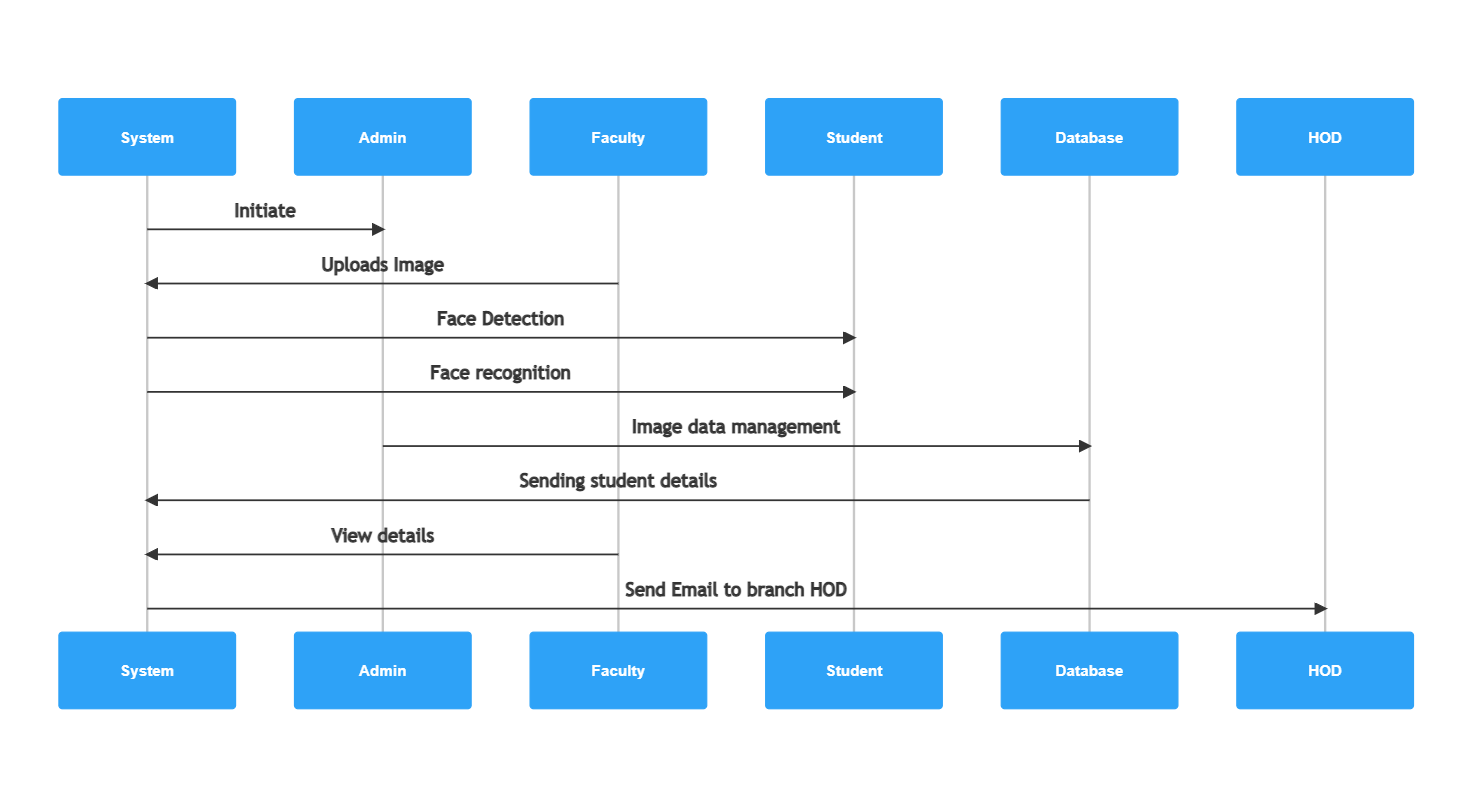 System Admin Faculty Student Database HOD
Initiate
Uploads Image
Face Detection
Face recognition
Image data management
Sending student details
View details
Send Email to branch HOD
System Admin Faculty Student Database HOD